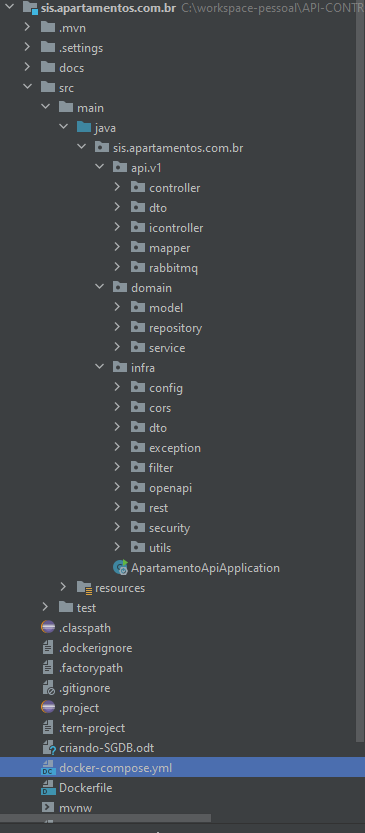 sis.apartamentos.com.br C:\workspace-pessoal\API-CONTR
.mvn
.settings
docs
src
main
java
sis.apartamentos.com.br
api.v1
controller
dto
icontroller
mapper
rabbitmq
domain
model
repository
service
infra
config
cors
dto
exception
filter
openapi
rest
security
utils
ApartamentoApiApplication
resources
test
.classpath
.dockerignore
.factorypath
.gitignore
.project
.tern-project
criando-SGDB.odt
docker-compose.yml
Dockerfile
mvnw